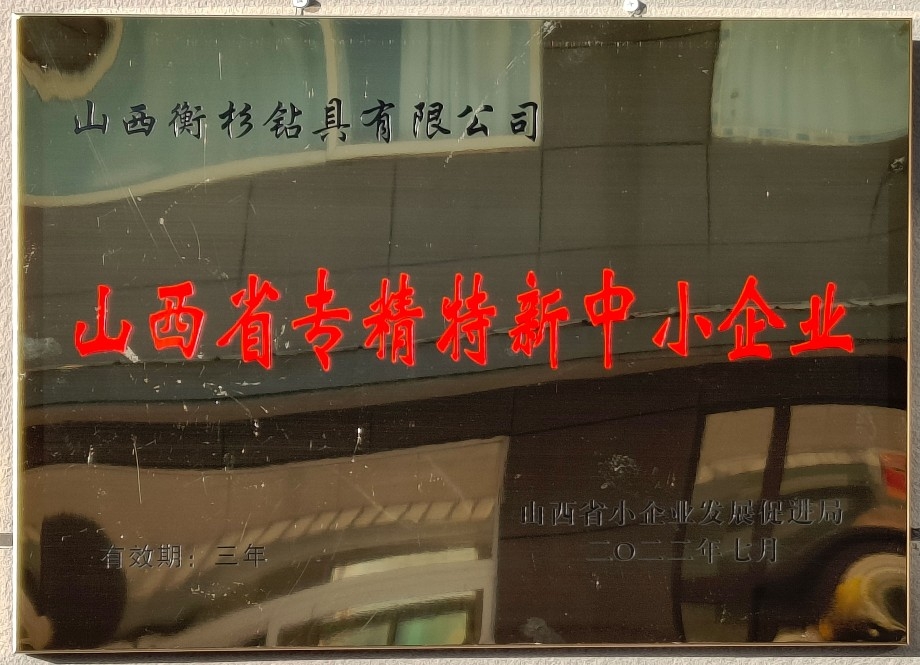 山西衡杉钻具有限公司
山西省专精特新中小企业
山西省小企业发展促进局
有效期：三年
二〇二二年七月